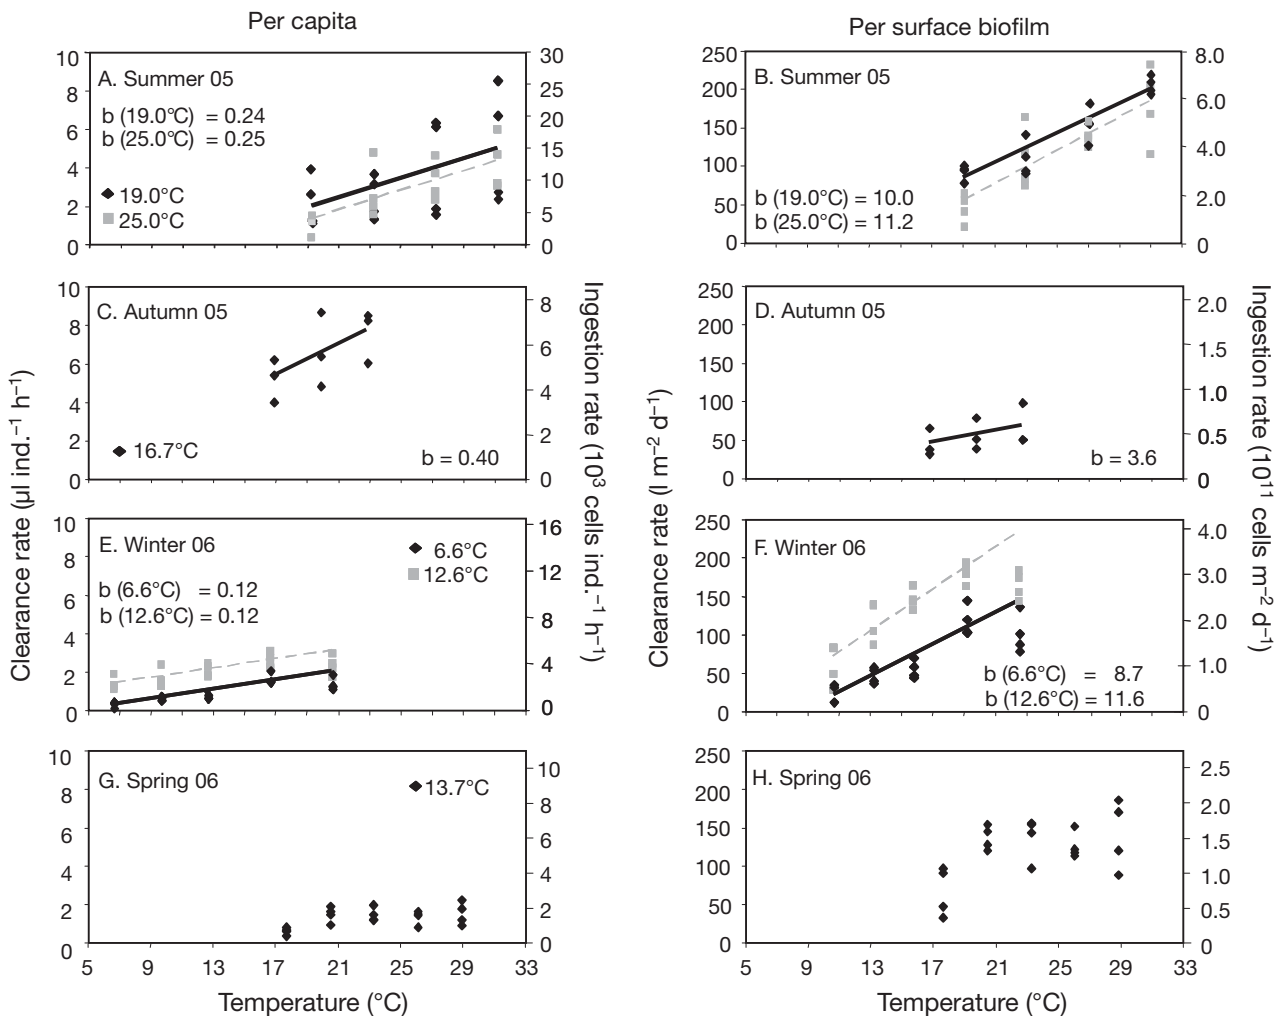 Per capita
Per surface biofilm
10
8
6
4
2
0
A. Summer 05
b (19.0°C) = 0.24
b (25.0°C) = 0.25
19.0°C
25.0°C
30
25
20
15
10
5
0
250
200
150
100
50
0
B. Summer 05
b (19.0°C) = 10.0
b (25.0°C) = 11.2
8.0
6.0
4.0
2.0
0
10
8
6
4
2
0
C. Autumn 05
16.7°C
b = 0.40
8
6
4
2
0
250
200
150
100
50
0
D. Autumn 05
b = 3.6
2.0
1.5
1.0
0.5
0
Clearance rate (µl ind.⁻¹ h⁻¹)
Ingestion rate (10³ cells ind.⁻¹ h⁻¹)
Clearance rate (l m⁻² d⁻¹)
Ingestion rate (10¹¹ cells m⁻² d⁻¹)
10
8
6
4
2
0
E. Winter 06
b (6.6°C) = 0.12
b (12.6°C) = 0.12
6.6°C
12.6°C
16
12
8
4
0
250
200
150
100
50
0
F. Winter 06
b (6.6°C) = 8.7
b (12.6°C) = 11.6
4.0
3.0
2.0
1.0
0
10
8
6
4
2
0
G. Spring 06
13.7°C
10
8
6
4
2
0
250
200
150
100
50
0
H. Spring 06
2.5
2.0
1.5
1.0
0.5
0
5 9 13 17 21 25 29 33
5 9 13 17 21 25 29 33
Temperature (°C)
Temperature (°C)